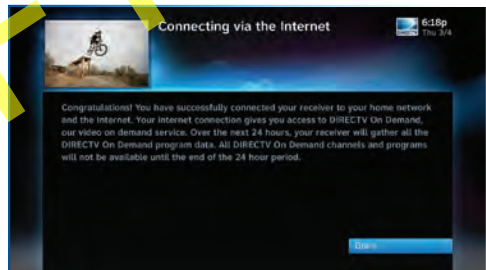 Connecting via the Internet
6:18p
DIRECTV
Thu 3/4
Congratulations! You have successfully connected your receiver to your home network
and the Internet. Your internet connection gives you access to DIRECTV On Demand,
our video on demand service. Over the next 24 hours, your receiver will gather all the
DIRECTV On Demand program data. All DIRECTV On Demand channels and programs
will not be available until the end of the 24 hour period.
Done